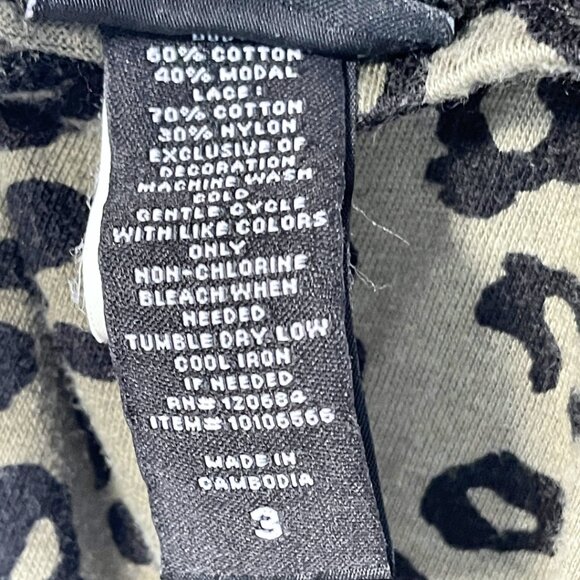 60% COTTON
40% MODAL
LACE:
70% COTTON
30% NYLON
EXCLUSIVE OF
DECORATION
MACHINE WASH
COLD
GENTLE CYCLE
WITH LIKE COLORS
ONLY
NON-CHLORINE
BLEACH WHEN
NEEDED
TUMBLE DRY LOW
COOL IRON
IF NEEDED
RN# 120684
ITEM# 10106566
MADE IN
CAMBODIA
3